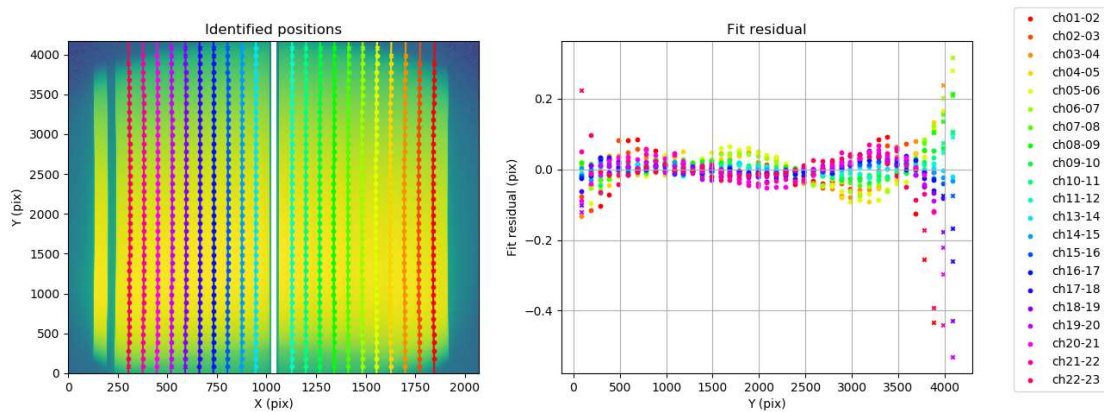 Identified positions
4000
3500
3000
2500
2000
1500
1000
500
0
Y (pix)
0 250 500 750 1000 1250 1500 1750 2000
X (pix)
Fit residual
0.2
0.0
−0.2
−0.4
Fit residual (pix)
0 500 1000 1500 2000 2500 3000 3500 4000
Y (pix)
ch01-02
ch02-03
ch03-04
ch04-05
ch05-06
ch06-07
ch07-08
ch08-09
ch09-10
ch10-11
ch11-12
ch13-14
ch14-15
ch15-16
ch16-17
ch17-18
ch18-19
ch19-20
ch20-21
ch21-22
ch22-23